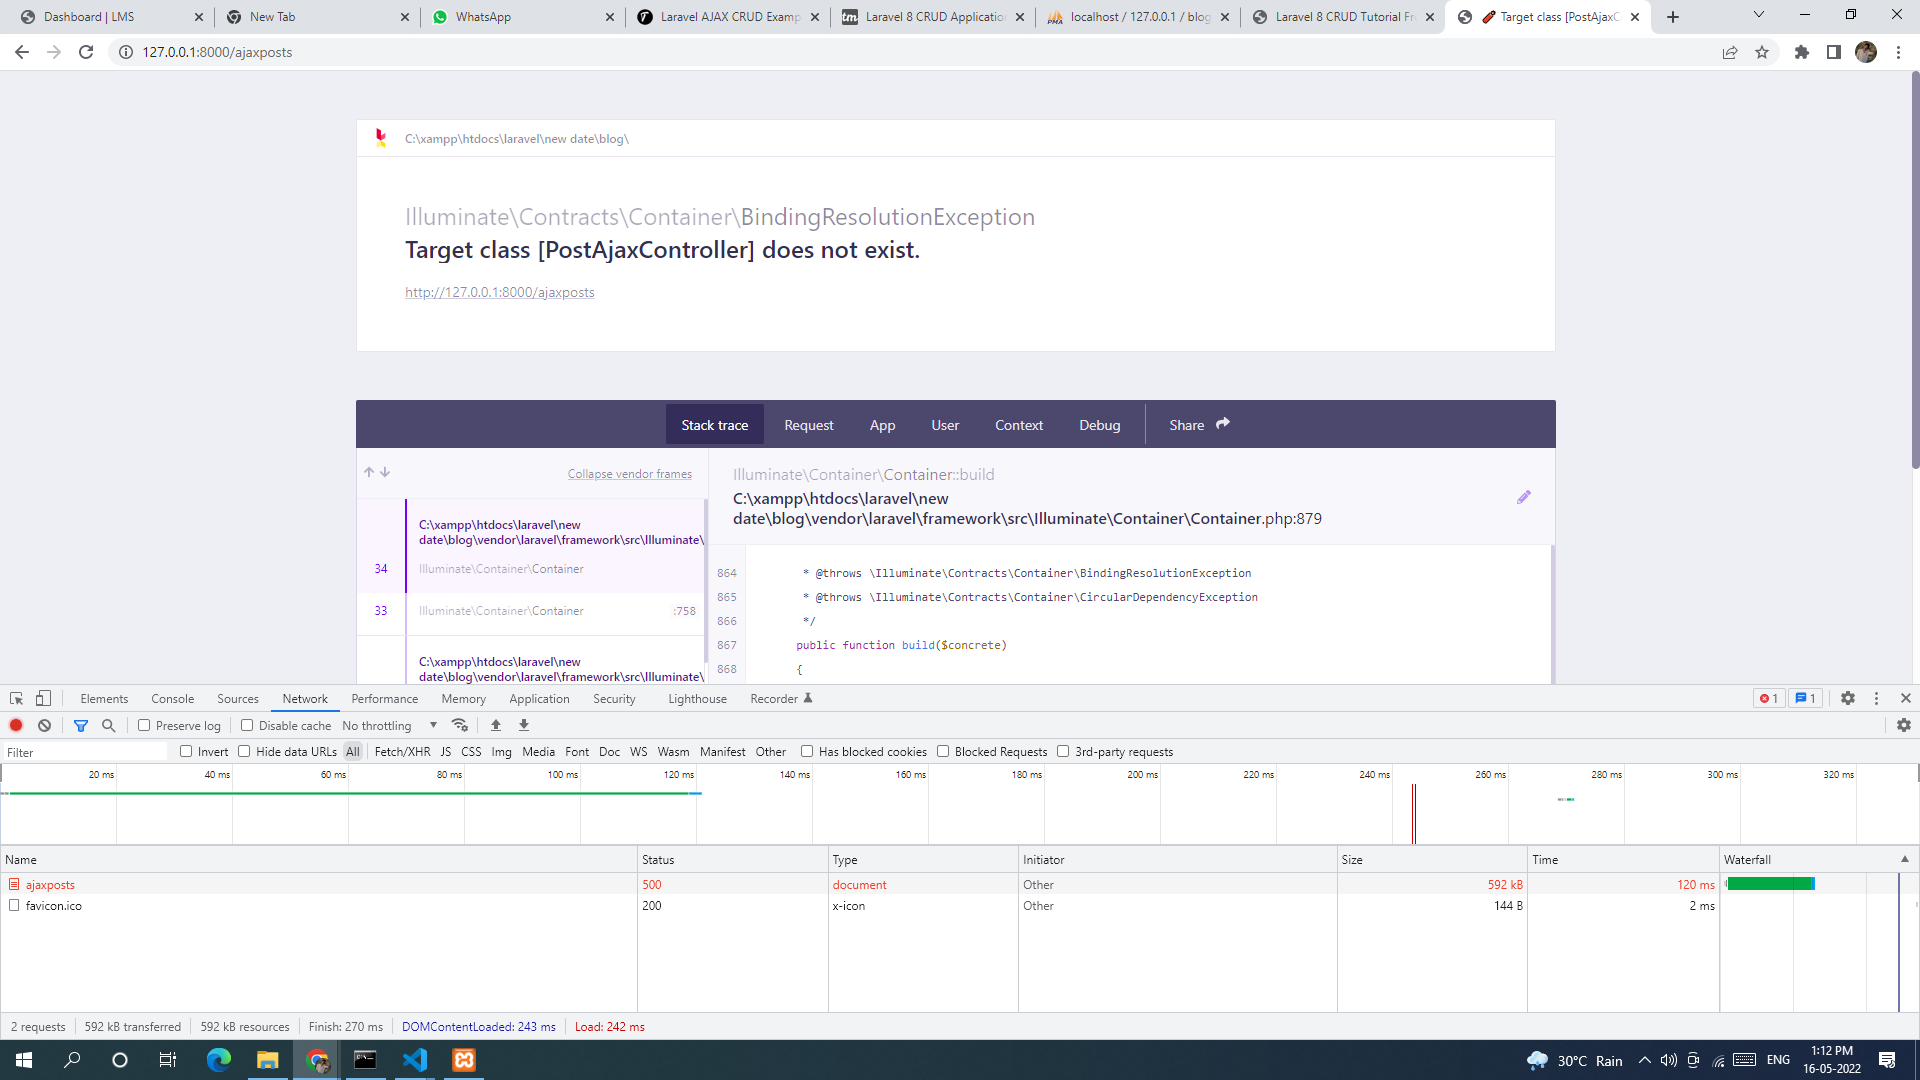 Dashboard | LMS
New Tab
WhatsApp
Laravel AJAX CRUD Examp
tm Laravel 8 CRUD Applicatio
PMA localhost / 127.0.0.1 / blog
Laravel 8 CRUD Tutorial Fr
Target class [PostAjaxC
127.0.0.1:8000/ajaxposts
C:\xampp\htdocs\laravel\new date\blog\
Illuminate\Contracts\Container\BindingResolutionException
Target class [PostAjaxController] does not exist.
http://127.0.0.1:8000/ajaxposts
Stack trace
Request
App
User
Context
Debug
Share
Collapse vendor frames
C:\xampp\htdocs\laravel\new
date\blog\vendor\laravel\framework\src\Illuminate\
34 Illuminate\Container\Container
33 Illuminate\Container\Container :758
C:\xampp\htdocs\laravel\new
date\blog\vendor\laravel\framework\src\Illuminate\
Illuminate\Container\Container::build
C:\xampp\htdocs\laravel\new
date\blog\vendor\laravel\framework\src\Illuminate\Container\Container.php:879
864 * @throws \Illuminate\Contracts\Container\BindingResolutionException
865 * @throws \Illuminate\Contracts\Container\CircularDependencyException
866 */
867 public function build($concrete)
868 {
Elements Console Sources Network Performance Memory Application Security Lighthouse Recorder 1 1
Preserve log Disable cache No throttling
Filter Invert Hide data URLs All Fetch/XHR JS CSS Img Media Font Doc WS Wasm Manifest Other Has blocked cookies Blocked Requests 3rd-party requests
20 ms 40 ms 60 ms 80 ms 100 ms 120 ms 140 ms 160 ms 180 ms 200 ms 220 ms 240 ms 260 ms 280 ms 300 ms 320 ms
Name Status Type Initiator Size Time Waterfall
ajaxposts 500 document Other 592 kB 120 ms
favicon.ico 200 x-icon Other 144 B 2 ms
2 requests 592 kB transferred 592 kB resources Finish: 270 ms DOMContentLoaded: 243 ms Load: 242 ms
30°C Rain ENG
1:12 PM
16-05-2022